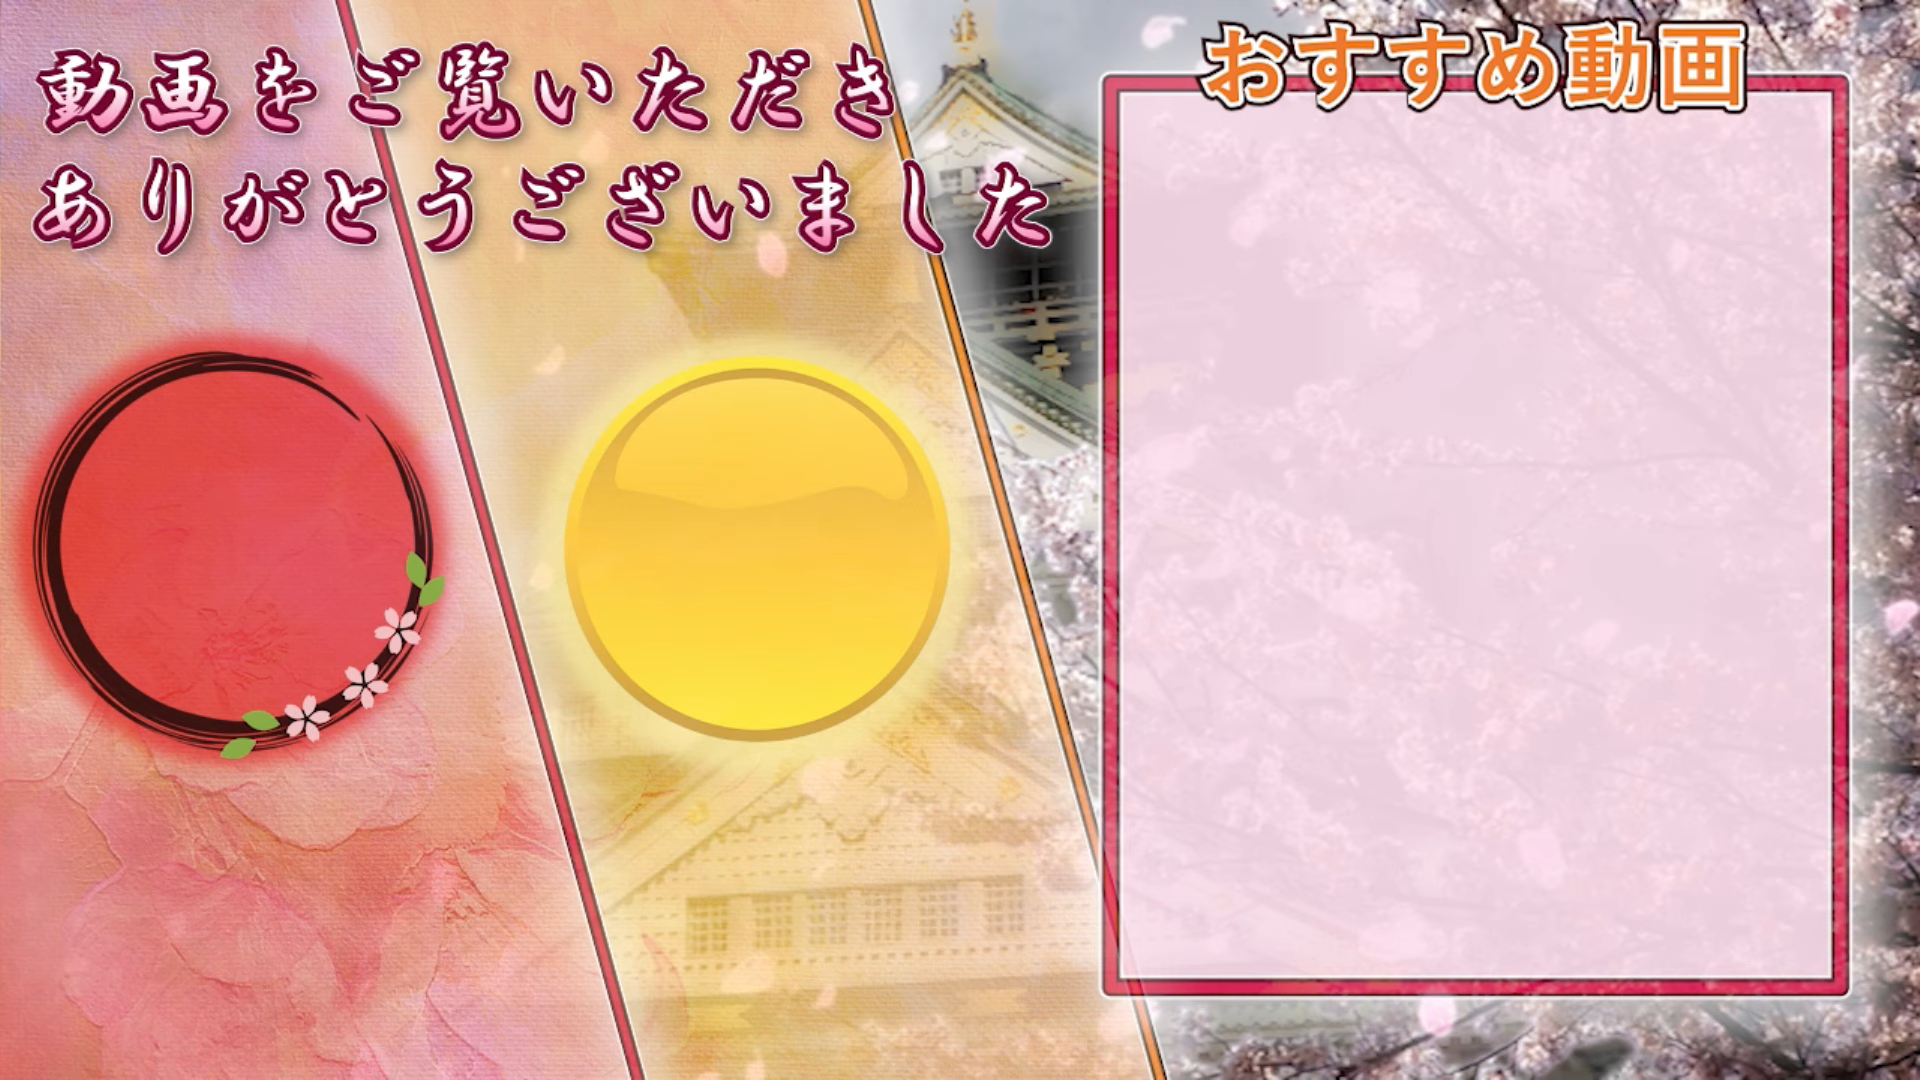 動画をご覧いただき
ありがとうございました
おすすめ動画